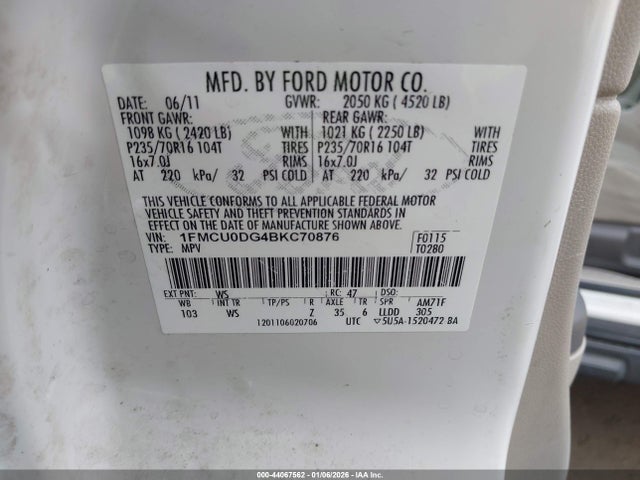 MFD. BY FORD MOTOR CO.
DATE: 06/11 GVWR: 2050 KG ( 4520 LB)
FRONT GAWR: REAR GAWR:
1098 KG ( 2420 LB) WITH 1021 KG ( 2250 LB) WITH
P235/70R16 104T TIRES P235/70R16 104T TIRES
16x7.0J RIMS 16x7.0J RIMS
AT 220 kPa/ 32 PSI COLD AT 220 kPa/ 32 PSI COLD
THIS VEHICLE CONFORMS TO ALL APPLICABLE FEDERAL MOTOR
VEHICLE SAFETY AND THEFT PREVENTION STANDARDS IN
EFFECT ON THE DATE OF MANUFACTURE SHOWN ABOVE.
VIN: 1FMCU0DG4BKC70876 F0115
TYPE: MPV T0280
EXT PNT: WS RC: 47 DSO:
WB INT TR TP/PS R AXLE TR SPR AM71F
103 WS Z 35 6 LLDD 305
1201106020706 UTC ▽5U5A-1520472-BA
000-44067562 | 01/06/2026 | IAA Inc.